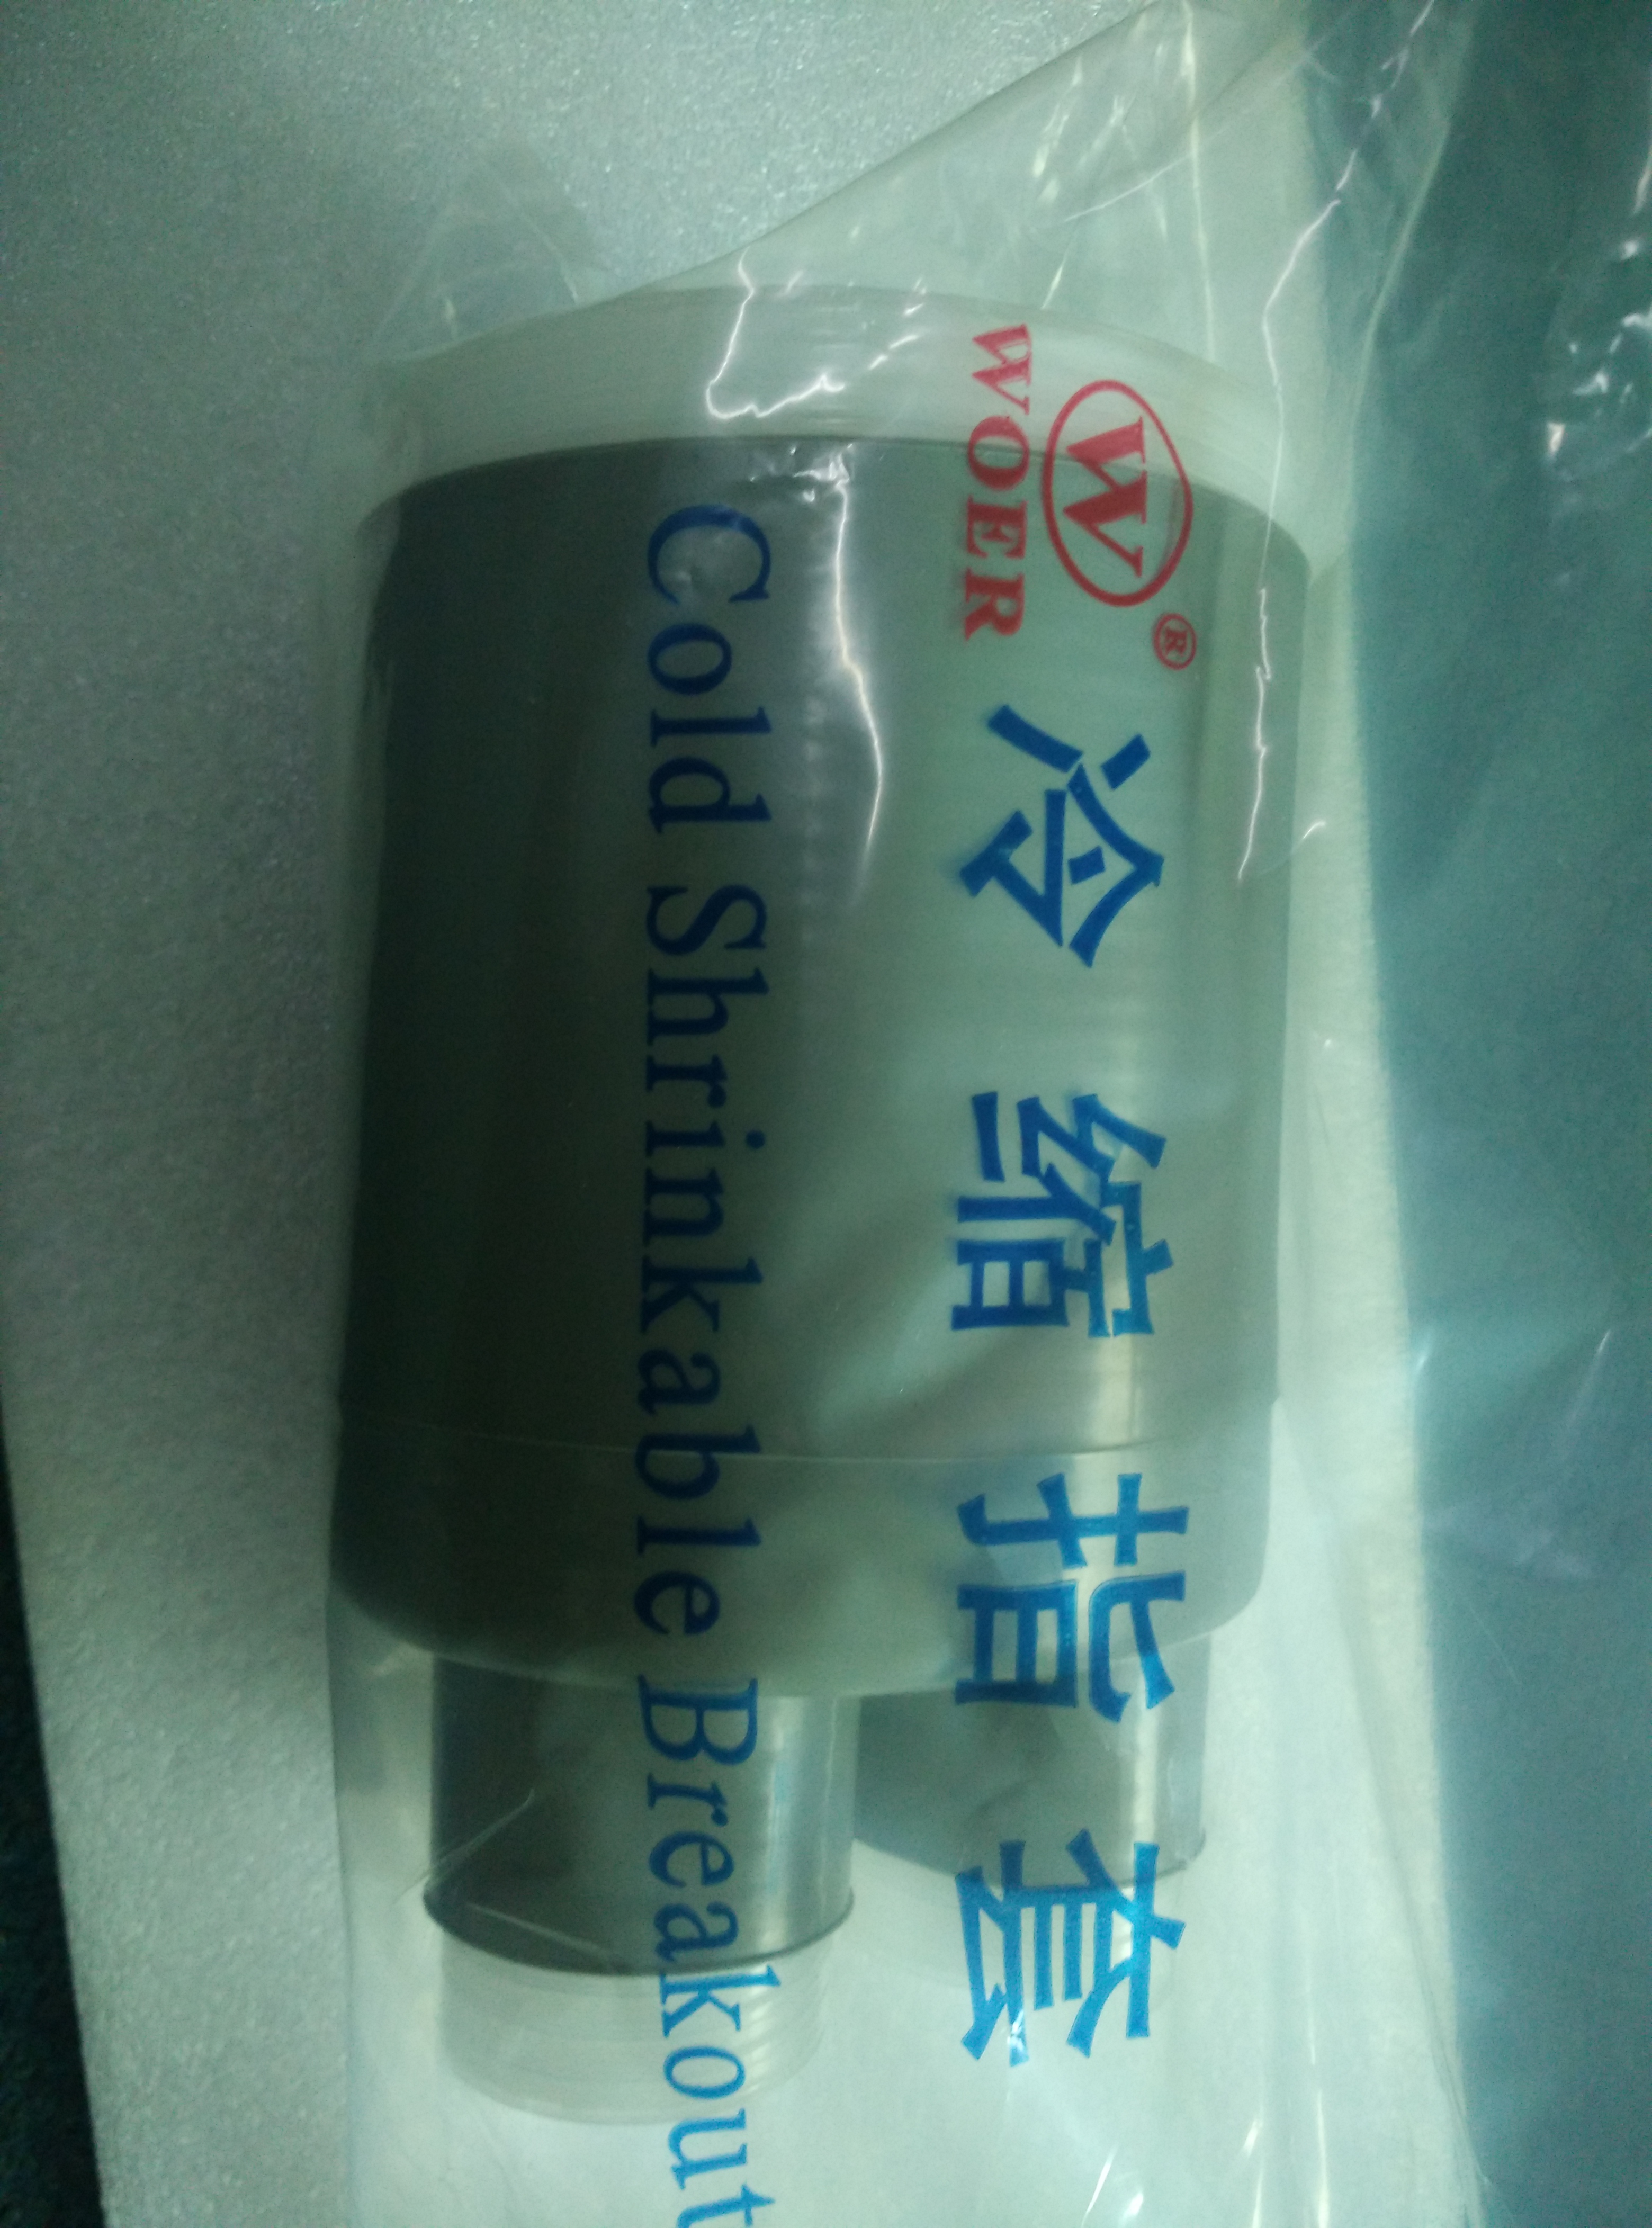 W®
WOER
冷缩指套
Cold Shrinkable Breakout